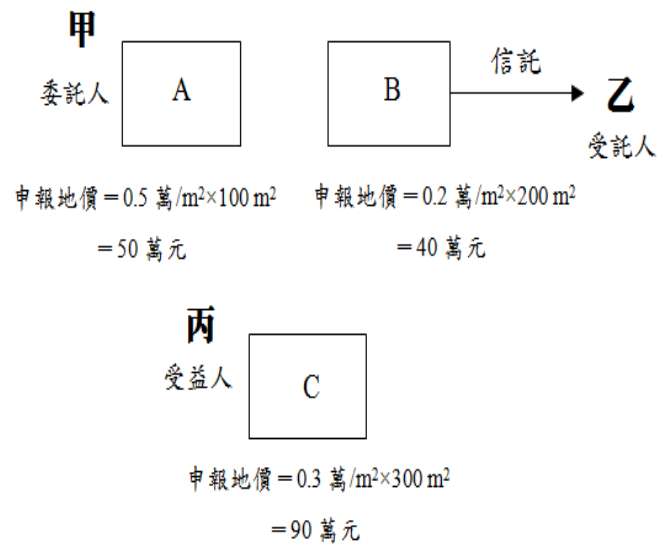 甲
委託人
A
B
信託
乙
受託人
申報地價＝0.5 萬/m²×100 m²
＝50 萬元
申報地價＝0.2 萬/m²×200 m²
＝40 萬元
丙
受益人
C
申報地價＝0.3 萬/m²×300 m²
＝90 萬元